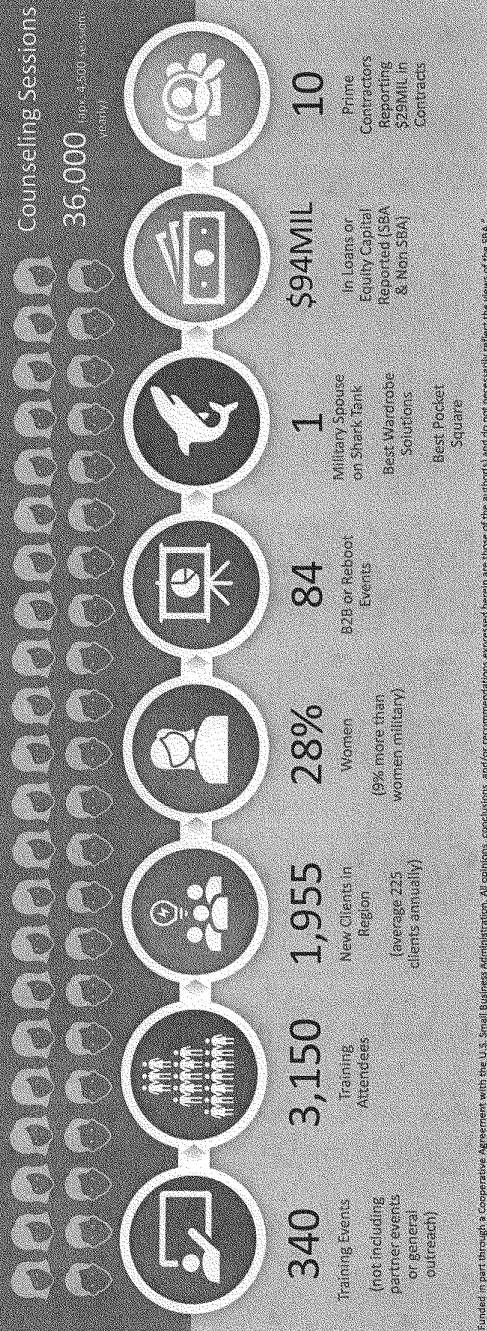 Counseling Sessions
36,000 (apx. 4,500 sessions
yearly)
340
Training Events
(not including
partner events
or general
outreach)
3,150
Training
Attendees
1,955
New Clients in
Region
(average 225
clients annually)
28%
Women
(9% more than
women military)
84
B2B or Reboot
Events
1
Military Spouse
on Shark Tank
Best Wardrobe
Solutions
Best Pocket
Square
$94MIL
In Loans or
Equity Capital
Reported (SBA
& Non SBA)
10
Prime
Contractors
Reporting
$29MIL in
Contracts
Funded in part through a Cooperative Agreement with the U.S. Small Business Administration. All opinions, conclusions, and/or recommendations expressed herein are those of the author(s) and do not necessarily reflect the views of the SBA."